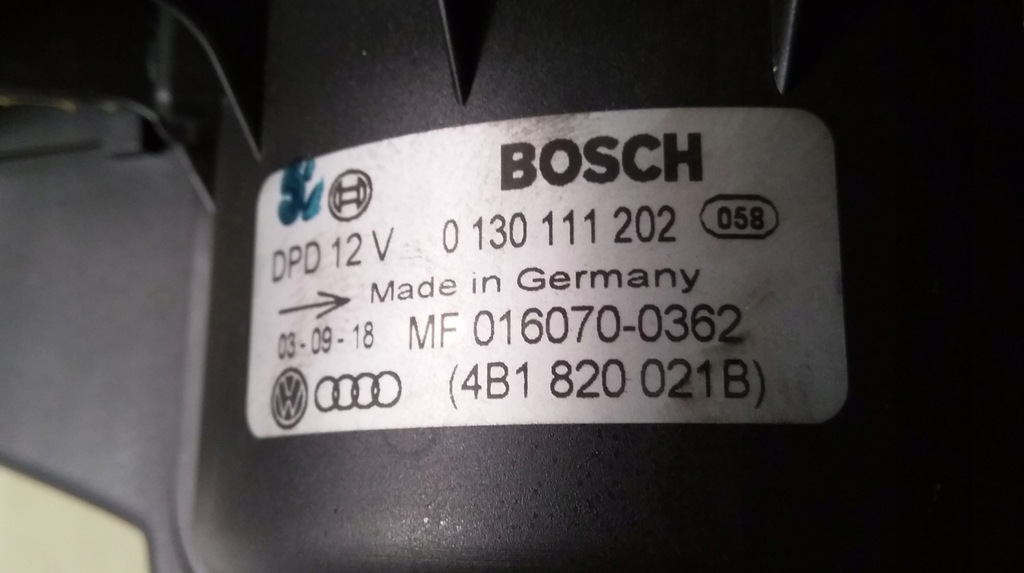 BOSCH
DPD 12 V 0 130 111 202 058
Made in Germany
03-09-18 MF 016070-0362
(4B1 820 021B)